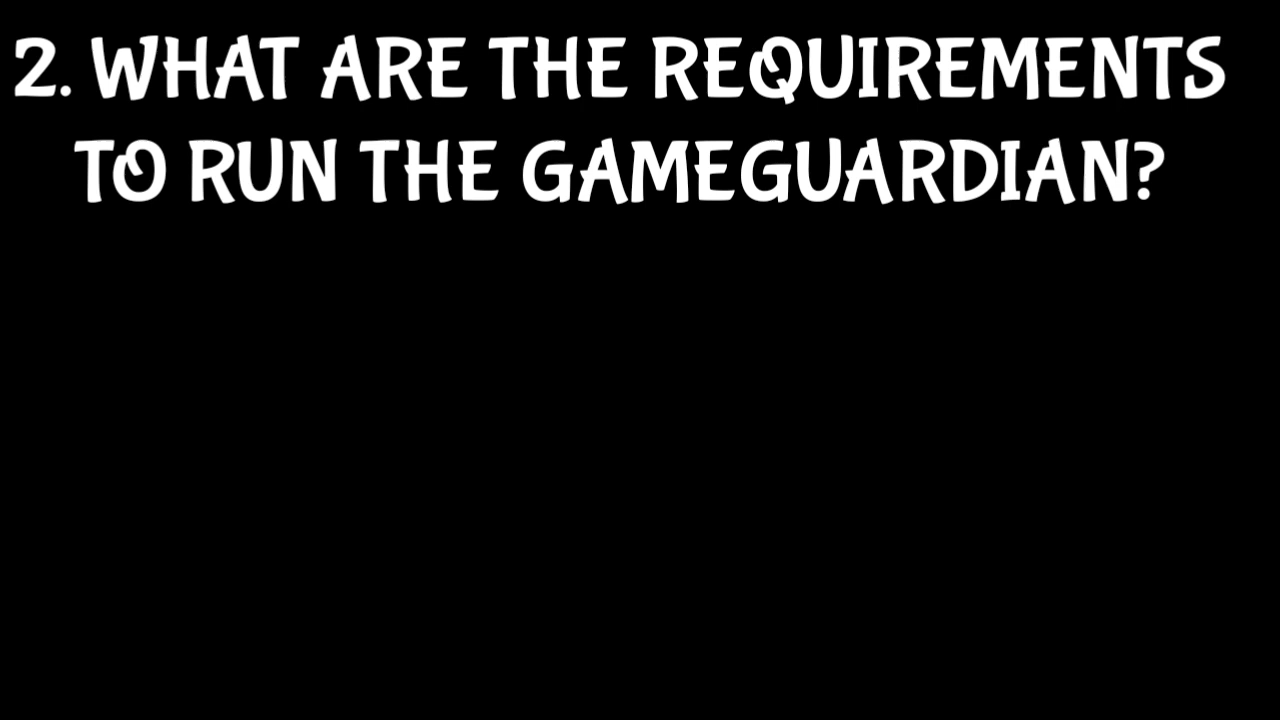 2. WHAT ARE THE REQUIREMENTS
TO RUN THE GAMEGUARDIAN?